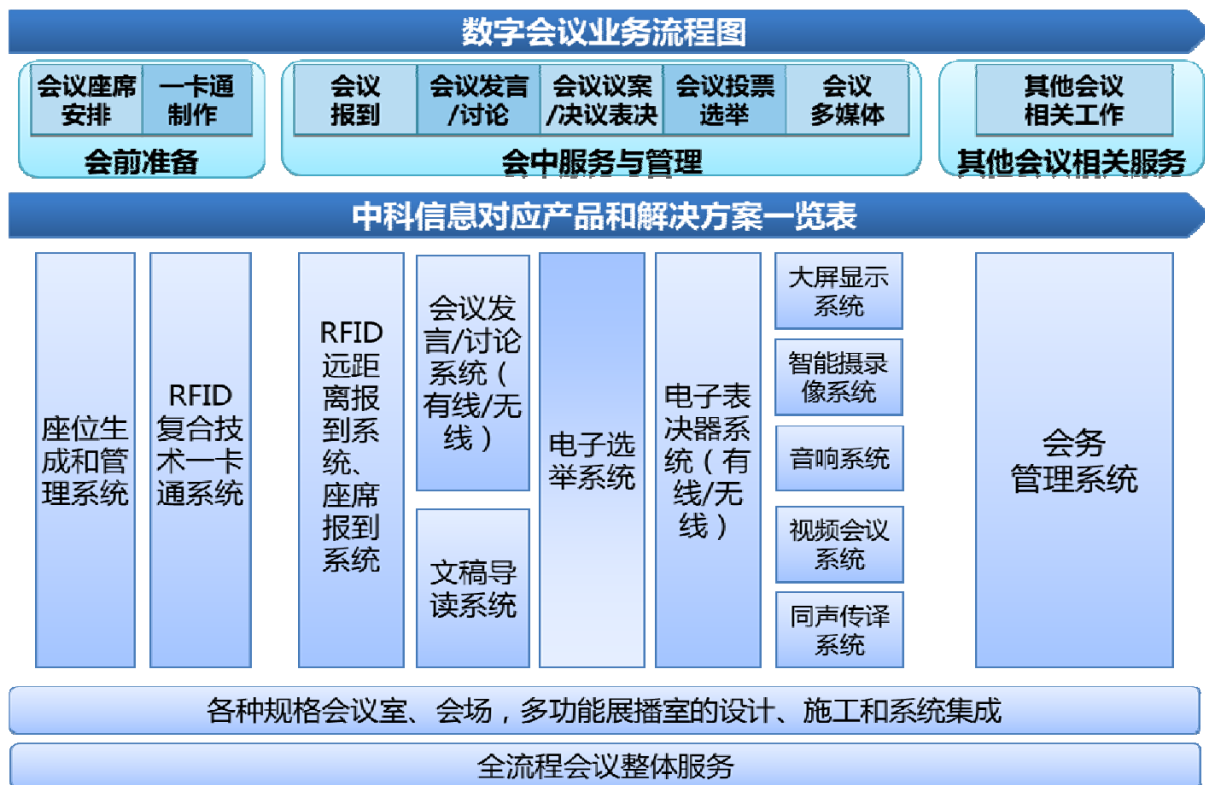 数字会议业务流程图
会议座席
安排
一卡通
制作
会前准备
会议
报到
会议发言
/讨论
会议议案
/决议表决
会议投票
选举
会议
多媒体
会中服务与管理
其他会议
相关工作
其他会议相关服务
中科信息对应产品和解决方案一览表
座位生
成和管
理系统
RFID
复合技
术一卡
通系统
RFID
远距
离报
到系
统、
座席
报到
系统
会议发
言/讨论
系统（
有线/无
线）
文稿导
读系统
电子选
举系统
电子表
决器系
统（有
线/无
线）
大屏显示
系统
智能摄录
像系统
音响系统
视频会议
系统
同声传译
系统
会务
管理系统
各种规格会议室、会场，多功能展播室的设计、施工和系统集成
全流程会议整体服务